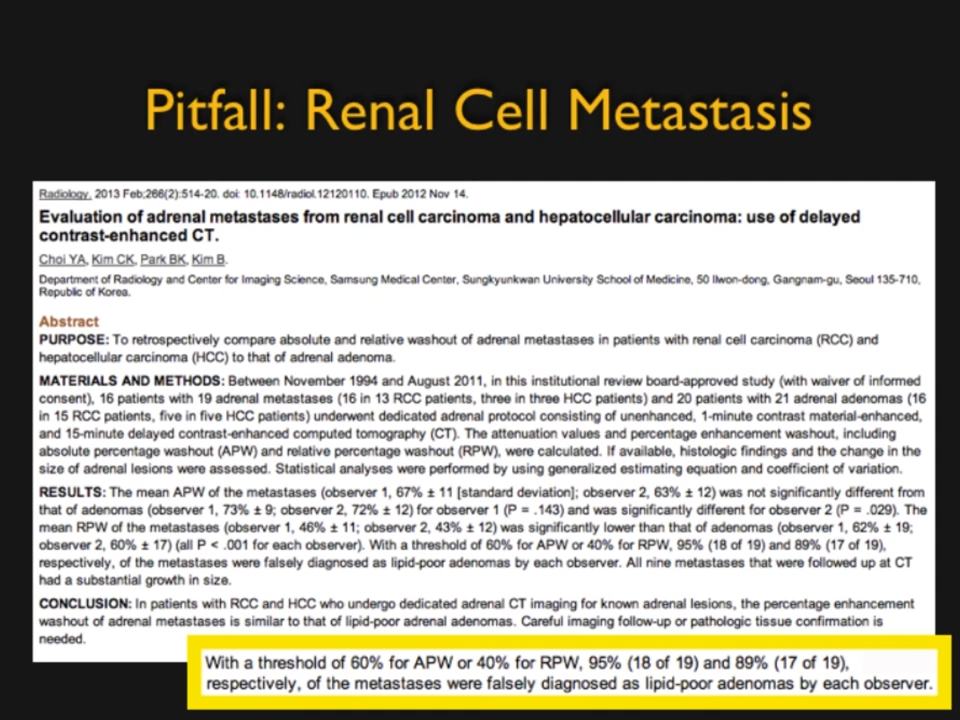 Pitfall: Renal Cell Metastasis
Radiology. 2013 Feb;266(2):514-20. doi: 10.1148/radiol.12120110. Epub 2012 Nov 14.
Evaluation of adrenal metastases from renal cell carcinoma and hepatocellular carcinoma: use of delayed
contrast-enhanced CT.
Choi YA, Kim CK, Park BK, Kim B.
Department of Radiology and Center for Imaging Science, Samsung Medical Center, Sungkyunkwan University School of Medicine, 50 Ilwon-dong, Gangnam-gu, Seoul 135-710,
Republic of Korea.
Abstract
PURPOSE: To retrospectively compare absolute and relative washout of adrenal metastases in patients with renal cell carcinoma (RCC) and
hepatocellular carcinoma (HCC) to that of adrenal adenoma.
MATERIALS AND METHODS: Between November 1994 and August 2011, in this institutional review board-approved study (with waiver of informed
consent), 16 patients with 19 adrenal metastases (16 in 13 RCC patients, three in three HCC patients) and 20 patients with 21 adrenal adenomas (16
in 15 RCC patients, five in five HCC patients) underwent dedicated adrenal protocol consisting of unenhanced, 1-minute contrast material-enhanced,
and 15-minute delayed contrast-enhanced computed tomography (CT). The attenuation values and percentage enhancement washout, including
absolute percentage washout (APW) and relative percentage washout (RPW), were calculated. If available, histologic findings and the change in the
size of adrenal lesions were assessed. Statistical analyses were performed by using generalized estimating equation and coefficient of variation.
RESULTS: The mean APW of the metastases (observer 1, 67% ± 11 [standard deviation]; observer 2, 63% ± 12) was not significantly different from
that of adenomas (observer 1, 73% ± 9; observer 2, 72% ± 12) for observer 1 (P = .143) and was significantly different for observer 2 (P = .029). The
mean RPW of the metastases (observer 1, 46% ± 11; observer 2, 43% ± 12) was significantly lower than that of adenomas (observer 1, 62% ± 19;
observer 2, 60% ± 17) (all P < .001 for each observer). With a threshold of 60% for APW or 40% for RPW, 95% (18 of 19) and 89% (17 of 19),
respectively, of the metastases were falsely diagnosed as lipid-poor adenomas by each observer. All nine metastases that were followed up at CT
had a substantial growth in size.
CONCLUSION: In patients with RCC and HCC who undergo dedicated adrenal CT imaging for known adrenal lesions, the percentage enhancement
washout of adrenal metastases is similar to that of lipid-poor adrenal adenomas. Careful imaging follow-up or pathologic tissue confirmation is
needed.
With a threshold of 60% for APW or 40% for RPW, 95% (18 of 19) and 89% (17 of 19),
respectively, of the metastases were falsely diagnosed as lipid-poor adenomas by each observer.